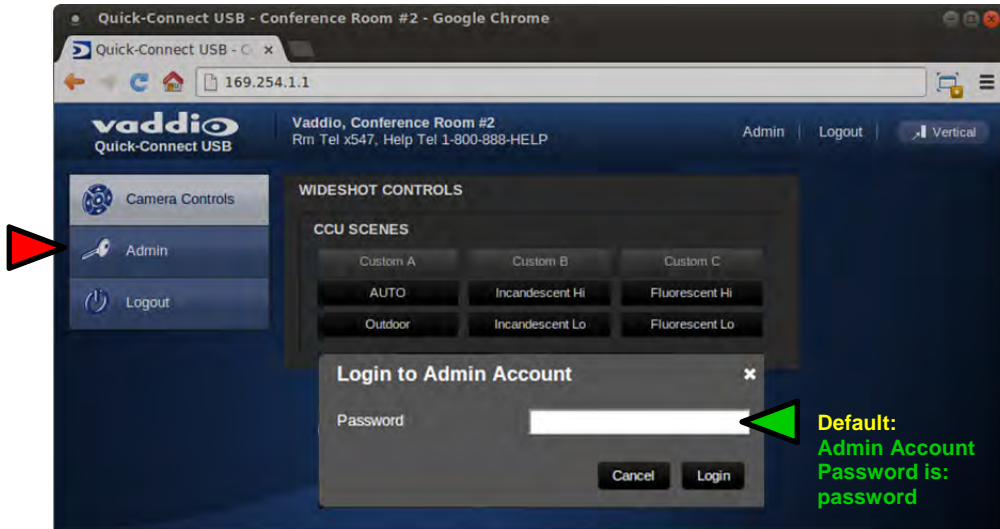 Quick-Connect USB - Conference Room #2 - Google Chrome
Quick-Connect USB - C
169.254.1.1
vaddio
Quick-Connect USB
Vaddio, Conference Room #2
Rm Tel x547, Help Tel 1-800-888-HELP
Admin
Logout
Vertical
Camera Controls
Admin
Logout
WIDESHOT CONTROLS
CCU SCENES
Custom A
Custom B
Custom C
AUTO
Incandescent Hi
Fluorescent Hi
Outdoor
Incandescent Lo
Fluorescent Lo
Login to Admin Account
Password
Cancel
Login
Default:
Admin Account
Password is:
password